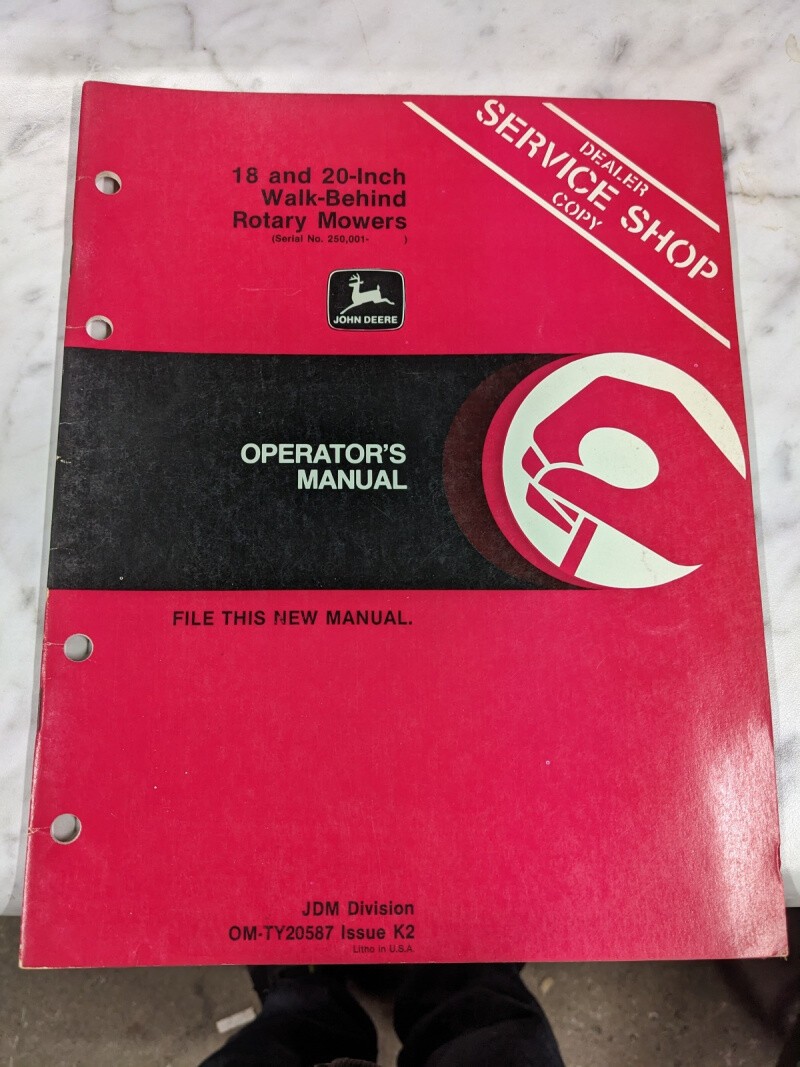 DEALER
SERVICE SHOP
COPY
18 and 20-Inch
Walk-Behind
Rotary Mowers
(Serial No. 250,001- )
JOHN DEERE
OPERATOR'S
MANUAL
FILE THIS NEW MANUAL.
JDM Division
OM-TY20587 Issue K2
Litho in U.S.A.